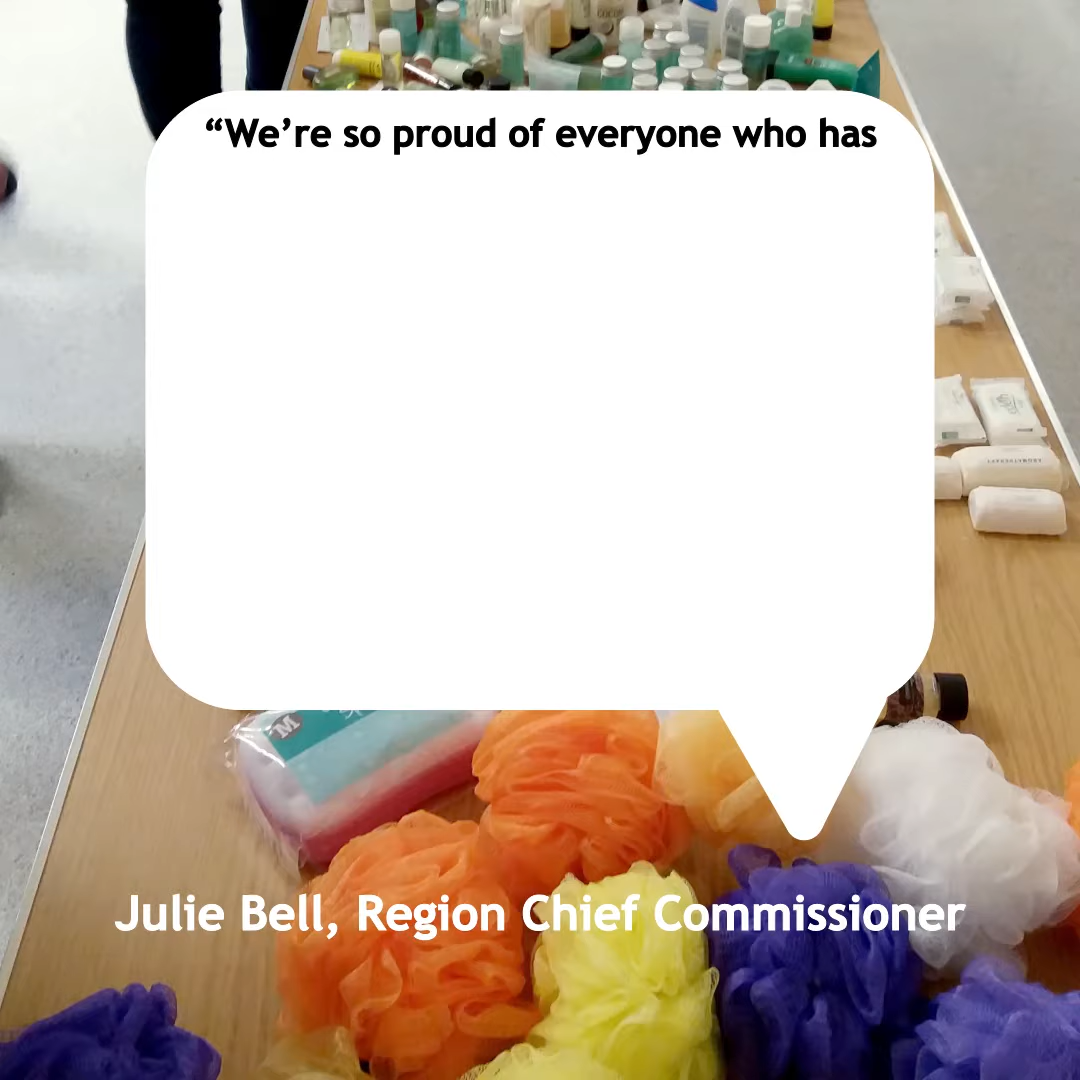 “We’re so proud of everyone who has
M
Julie Bell, Region Chief Commissioner